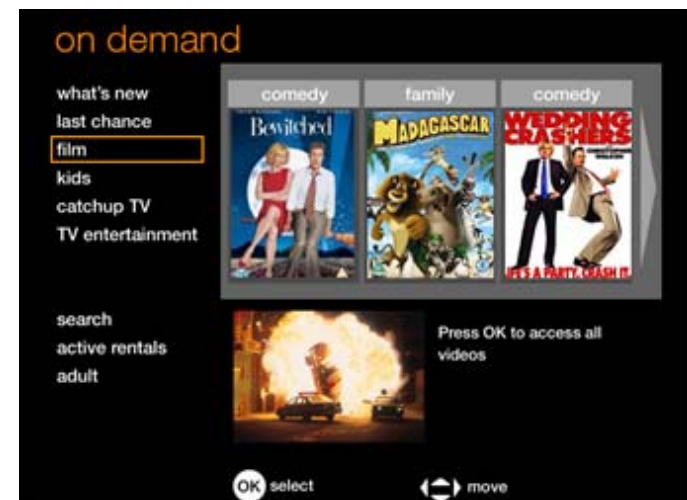 on demand
what's new
last chance
film
kids
catchup TV
TV entertainment
search
active rentals
adult
comedy
family
comedy
Bewitched
MADAGASCAR
WEDDING
CRASHERS
IT'S A PARTY. CRASH IT.
Press OK to access all
videos
OK select
move